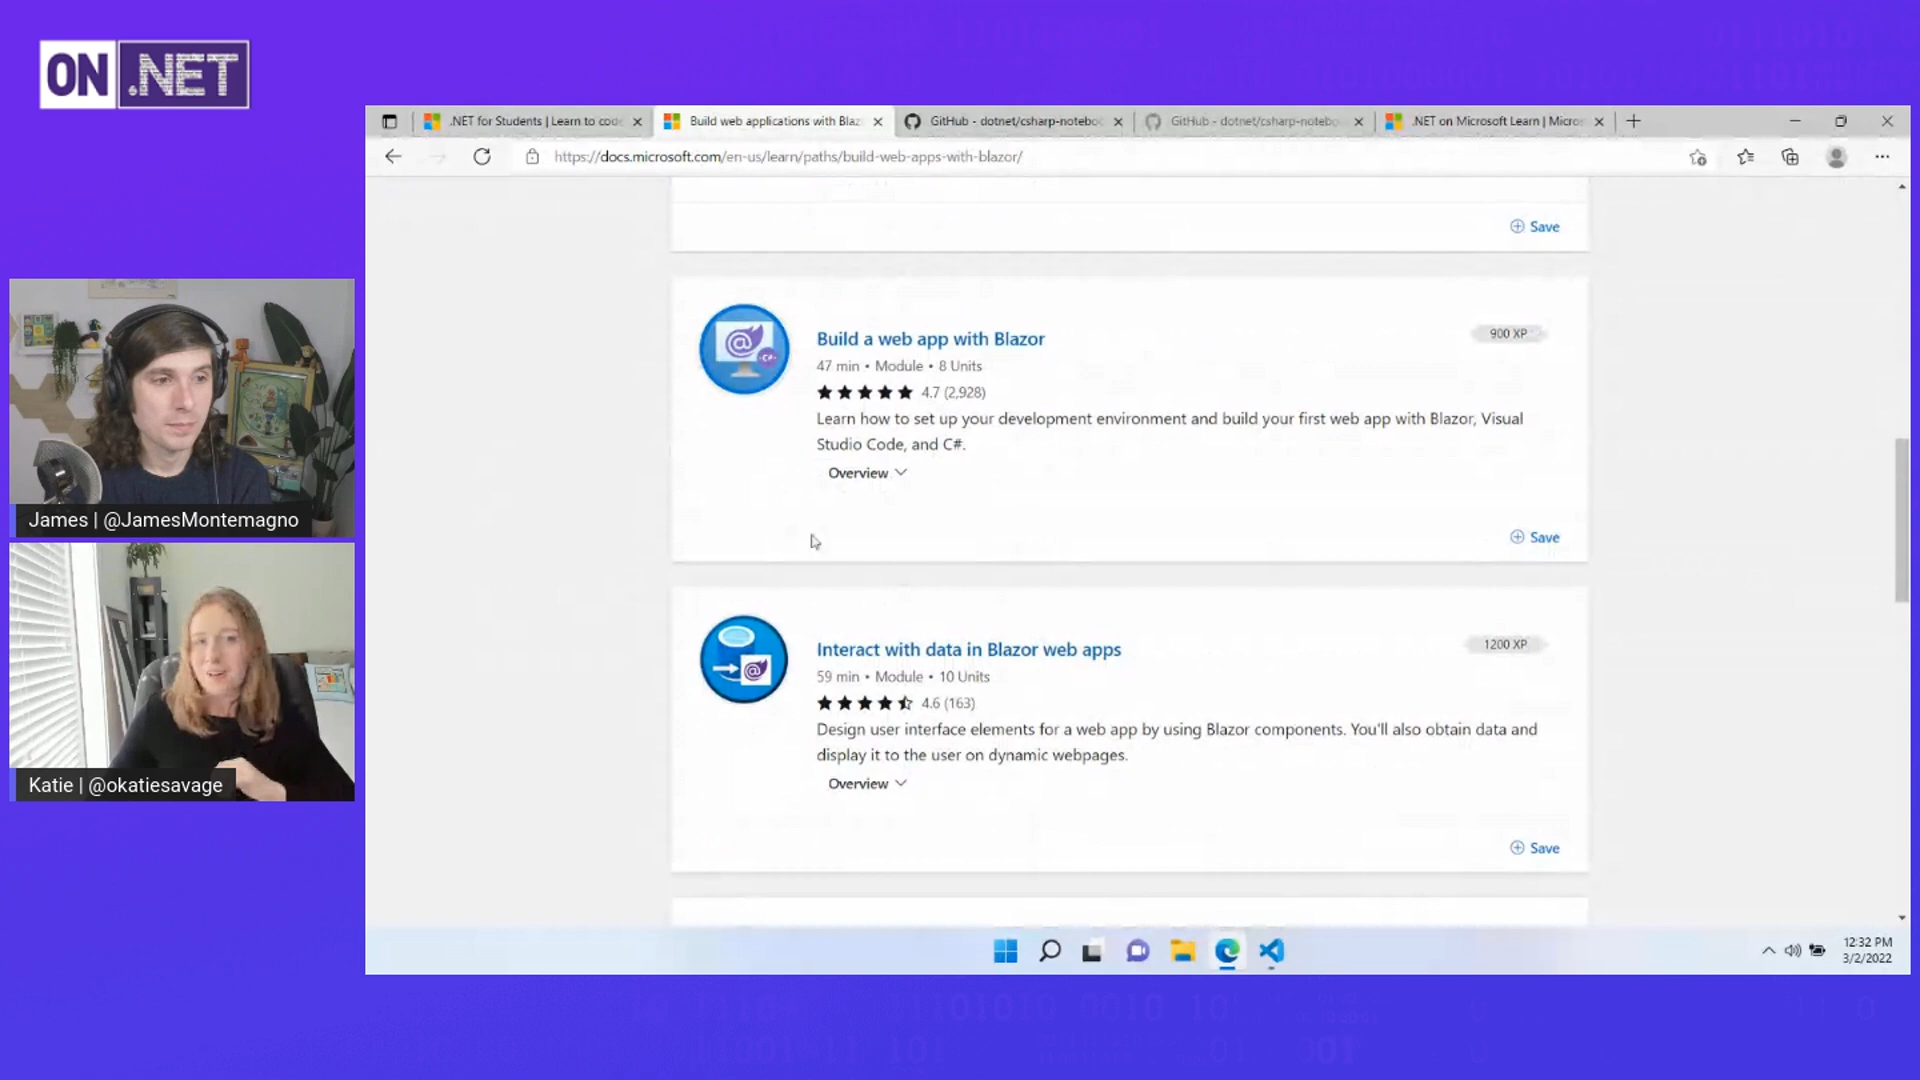 ON .NET
.NET for Students | Learn to code
Build web applications with Blaz
GitHub - dotnet/csharp-noteboo
GitHub - dotnet/csharp-notebo
.NET on Microsoft Learn | Micros
https://docs.microsoft.com/en-us/learn/paths/build-web-apps-with-blazor/
Save
Build a web app with Blazor
900 XP
47 min • Module • 8 Units
4.7 (2,928)
Learn how to set up your development environment and build your first web app with Blazor, Visual
Studio Code, and C#.
Overview
Save
James | @JamesMontemagno
Interact with data in Blazor web apps
1200 XP
59 min • Module • 10 Units
4.6 (163)
Design user interface elements for a web app by using Blazor components. You'll also obtain data and
display it to the user on dynamic webpages.
Overview
Save
Katie | @okatiesavage
12:32 PM
3/2/2022